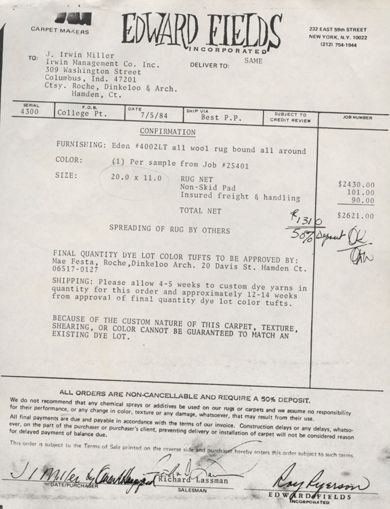 CARPET MAKERS
EDWARD FIELDS
INCORPORATED
232 EAST 59th STREET
NEW YORK, N.Y. 10022
(212) 754-1944
TO: J. Irwin Miller
Irwin Management Co. Inc.
309 Washington Street
Columbus, Ind. 47201
Ctsy. Roche, Dinkeloo & Arch.
Hamden, Ct.
DELIVER TO: SAME
SERIAL 4300
F.O.B. College Pt.
DATE 7/5/84
SHIP VIA Best P.P.
SUBJECT TO CREDIT REVIEW
JOB NUMBER
CONFIRMATION
FURNISHING: Eden #4002LT all wool rug bound all around
COLOR: (1) Per sample from Job #25401
SIZE: 20.0 x 11.0 RUG NET $2430.00
Non-Skid Pad 101.00
Insured freight & handling 90.00
TOTAL NET $2621.00
$1310
50% Deposit OK
SPREADING OF RUG BY OTHERS
FINAL QUANTITY DYE LOT COLOR TUFTS TO BE APPROVED BY:
Mae Festa, Roche,Dinkeloo Arch. 20 Davis St. Hamden Ct.
06517-0127
SHIPPING: Please allow 4-5 weeks to custom dye yarns in
quantity for this order and approximately 12-14 weeks
from approval of final quantity dye lot color tufts.
BECAUSE OF THE CUSTOM NATURE OF THIS CARPET, TEXTURE,
SHEARING, OR COLOR CANNOT BE GUARANTEED TO MATCH AN
EXISTING DYE LOT.
ALL ORDERS ARE NON-CANCELLABLE AND REQUIRE A 50% DEPOSIT.
We do not recommend that any chemical sprays or additives be used on our rugs or carpets and we assume no responsibility
for their performance, or any change in color, texture or any damage, whatsoever, that may result from their use.
All final payments are due and payable in accordance with the terms of our invoice. Construction delays or any delays, whatso-
ever, on the part of the purchaser or purchaser's client, preventing delivery or installation of carpet will not be considered reason
for delayed payment of balance due.
This order is subject to the Terms of Sale printed on the reverse side and purchaser hereby enters this order subject to such terms.
J I Miller by
DATE/PURCHASER
Richard Lassman
SALESMAN
Roy Ryerson
EDWARD FIELDS
INCORPORATED